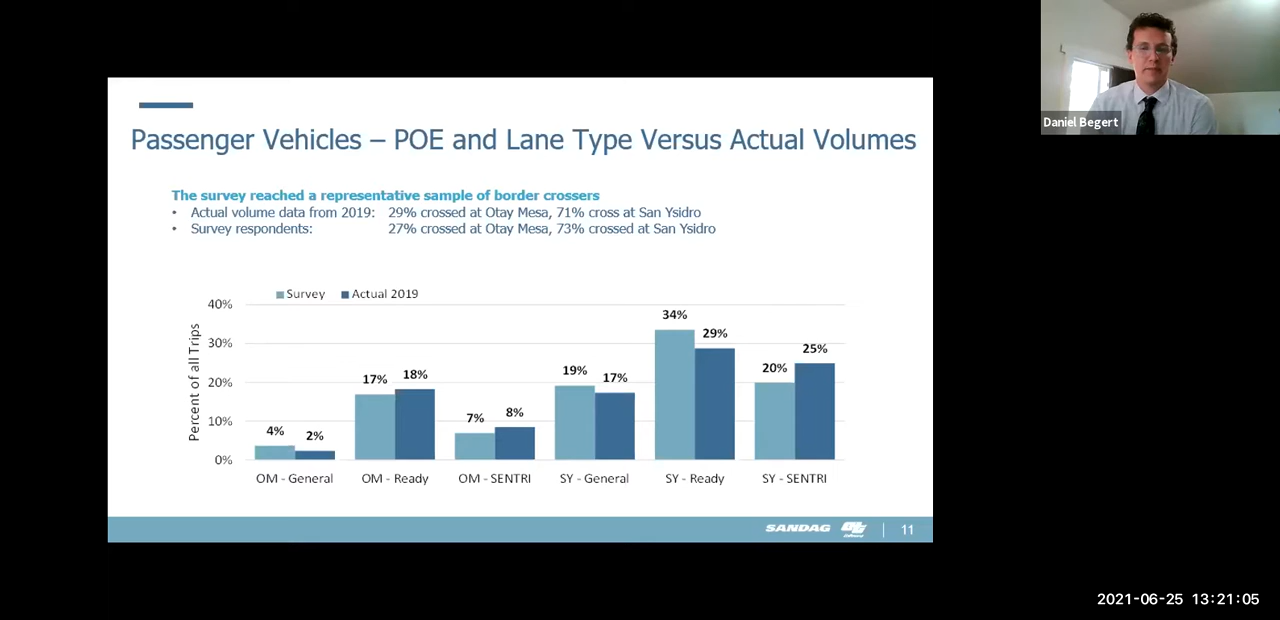 Daniel Begert
Passenger Vehicles – POE and Lane Type Versus Actual Volumes
The survey reached a representative sample of border crossers
• Actual volume data from 2019: 29% crossed at Otay Mesa, 71% cross at San Ysidro
• Survey respondents: 27% crossed at Otay Mesa, 73% crossed at San Ysidro
Survey Actual 2019
Percent of all Trips
40%
30%
20%
10%
0%
4% 2%
17% 18%
7% 8%
19% 17%
34% 29%
20% 25%
OM - General OM - Ready OM - SENTRI SY - General SY - Ready SY - SENTRI
SANDAG 11
2021-06-25 13:21:05